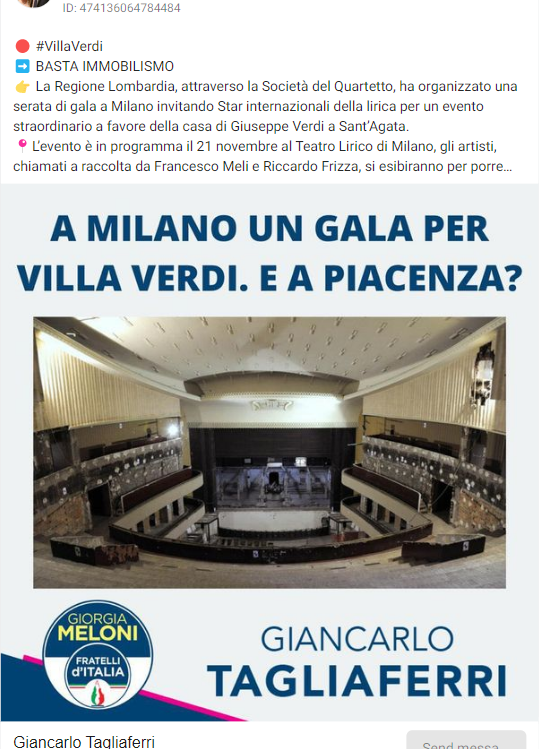 ID: 474136064784484
#VillaVerdi
BASTA IMMOBILISMO
La Regione Lombardia, attraverso la Società del Quartetto, ha organizzato una
serata di gala a Milano invitando Star internazionali della lirica per un evento
straordinario a favore della casa di Giuseppe Verdi a Sant'Agata.
L'evento è in programma il 21 novembre al Teatro Lirico di Milano, gli artisti,
chiamati a raccolta da Francesco Meli e Riccardo Frizza, si esibiranno per porre...
A MILANO UN GALA PER
VILLA VERDI. E A PIACENZA?
GIORGIA
MELONI
FRATELLI
d'ITALIA
GIANCARLO
TAGLIAFERRI
Giancarlo Tagliaferri
Send messa...